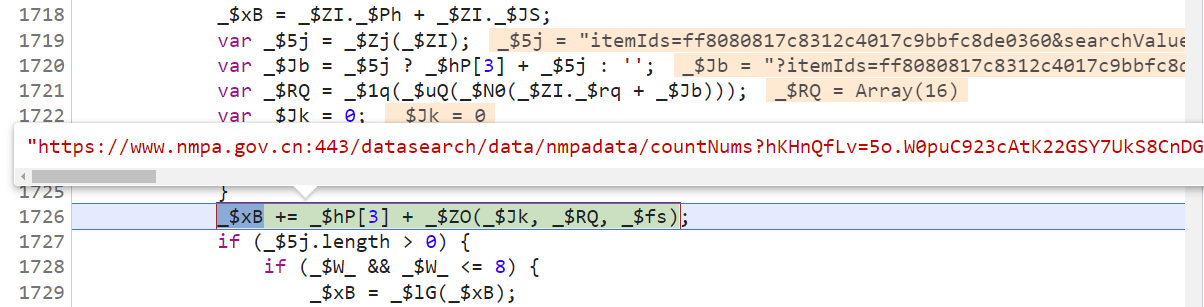 1718 _$xB = _$ZI._$Ph + _$ZI._$JS;
1719 var _$5j = _$Zj(_$ZI); _$5j = "itemIds=ff8080817c8312c4017c9bbfc8de0360&searchValue
1720 var _$Jb = _$5j ? _$hP[3] + _$5j : ''; _$Jb = "?itemIds=ff8080817c8312c4017c9bbfc8d
1721 var _$RQ = _$1q(_$uQ(_$N0(_$ZI._$rq + _$Jb))); _$RQ = Array(16)
1722 var _$Jk = 0; _$Jk = 0
"https://www.nmpa.gov.cn:443/datasearch/data/nmpadata/countNums?hKHnQfLv=5o.W0puC923cAtK22GSY7UkS8CnDG
1725 }
1726 _$xB += _$hP[3] + _$ZO(_$Jk, _$RQ, _$fs);
1727 if (_$5j.length > 0) {
1728 if (_$W_ && _$W_ <= 8) {
1729 _$xB = _$lG(_$xB);